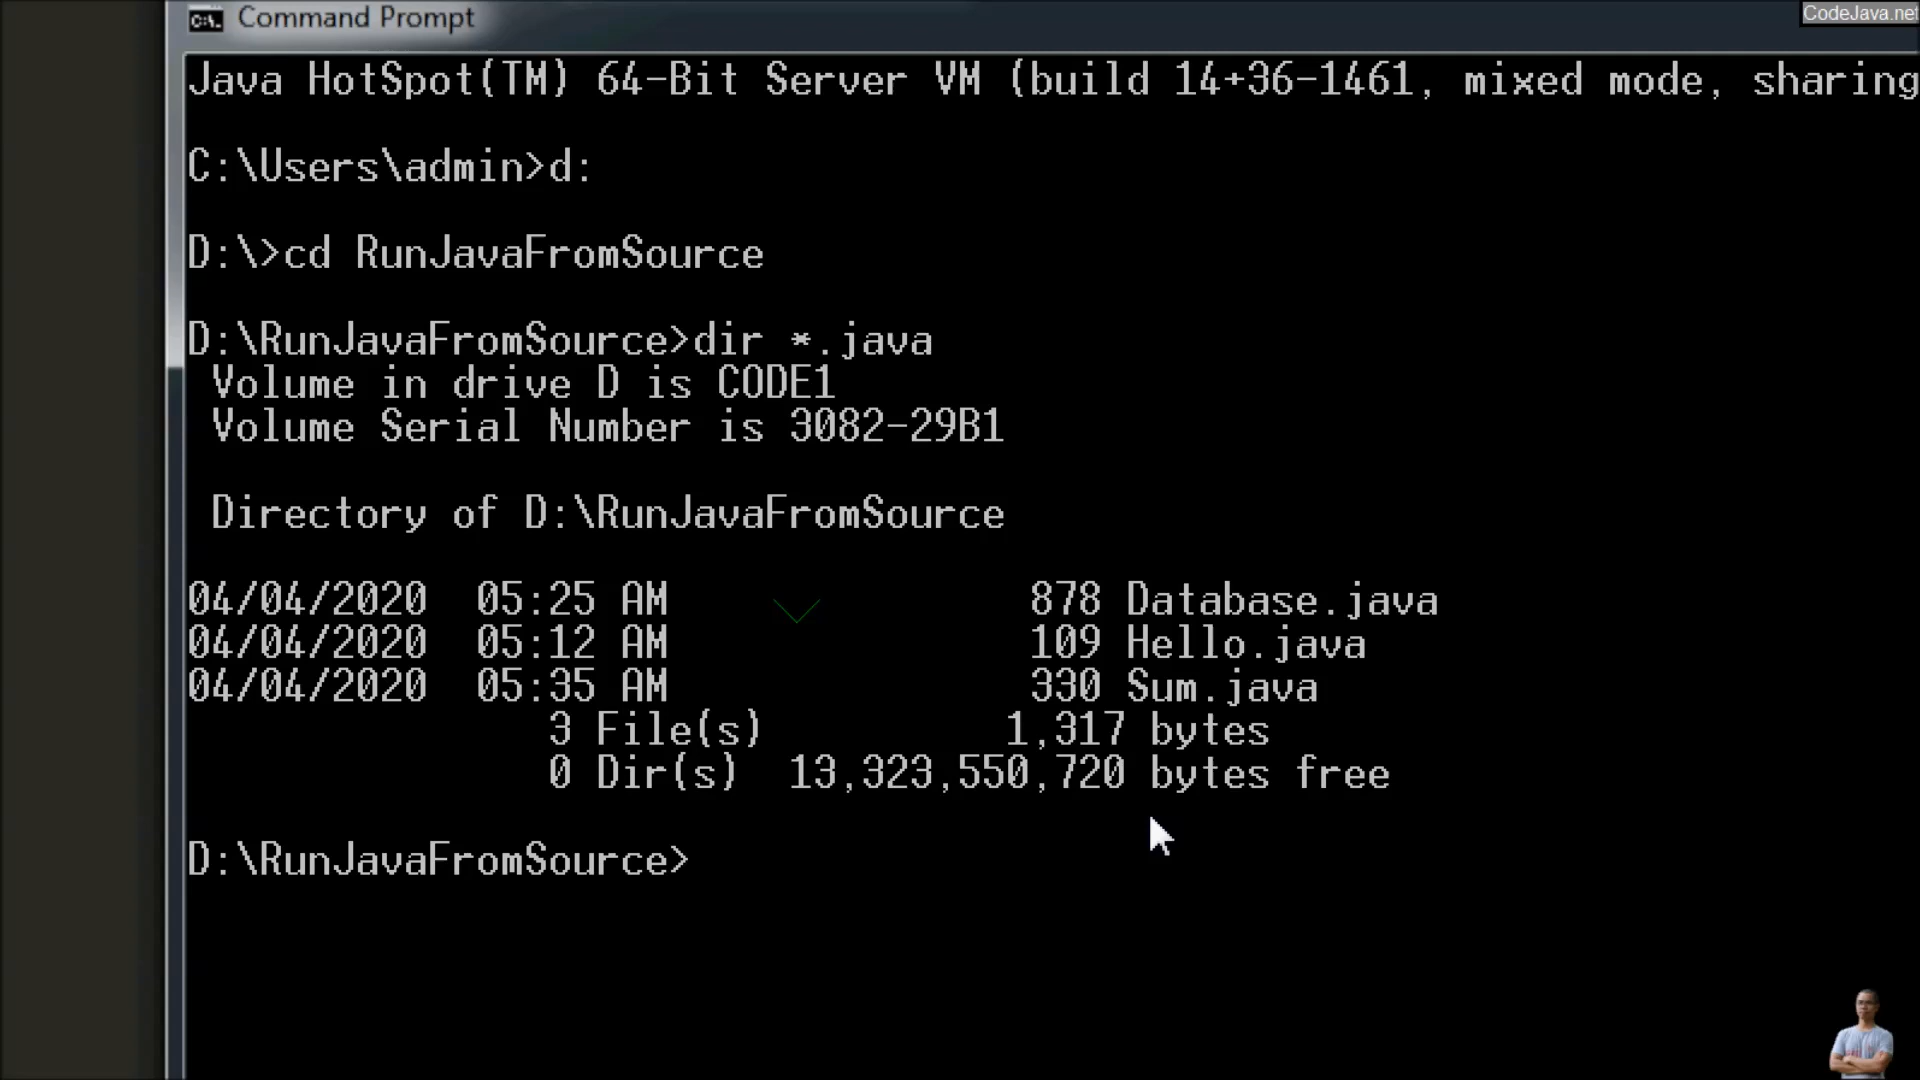 Command Prompt
CodeJava.net
Java HotSpot(TM) 64-Bit Server VM (build 14+36-1461, mixed mode, sharing
C:\Users\admin>d:
D:\>cd RunJavaFromSource
D:\RunJavaFromSource>dir *.java
Volume in drive D is CODE1
Volume Serial Number is 3082-29B1
Directory of D:\RunJavaFromSource
04/04/2020  05:25 AM               878 Database.java
04/04/2020  05:12 AM               109 Hello.java
04/04/2020  05:35 AM               330 Sum.java
3 File(s)          1,317 bytes
0 Dir(s)  13,323,550,720 bytes free
D:\RunJavaFromSource>